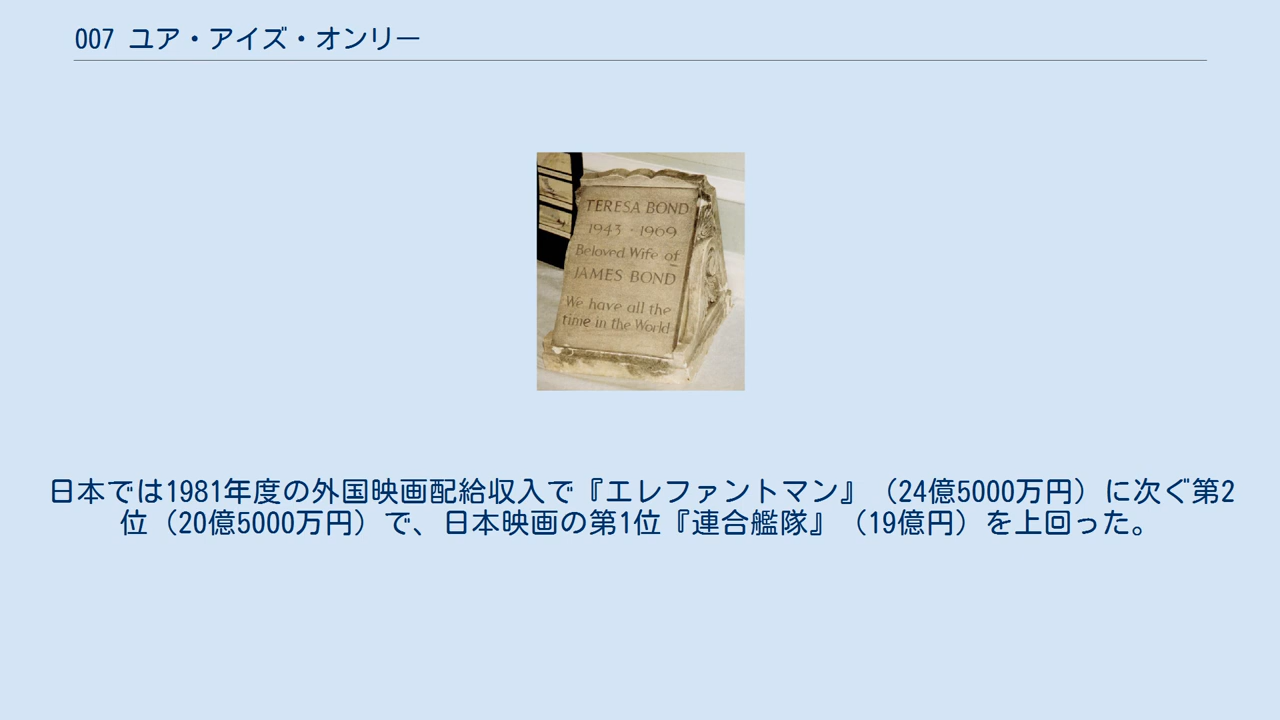 007 ユア・アイズ・オンリー
TERESA BOND
1943 - 1969
Beloved Wife of
JAMES BOND
We have all the
time in the World
日本では1981年度の外国映画配給収入で『エレファントマン』（24億5000万円）に次ぐ第2
位（20億5000万円）で、日本映画の第1位『連合艦隊』（19億円）を上回った。